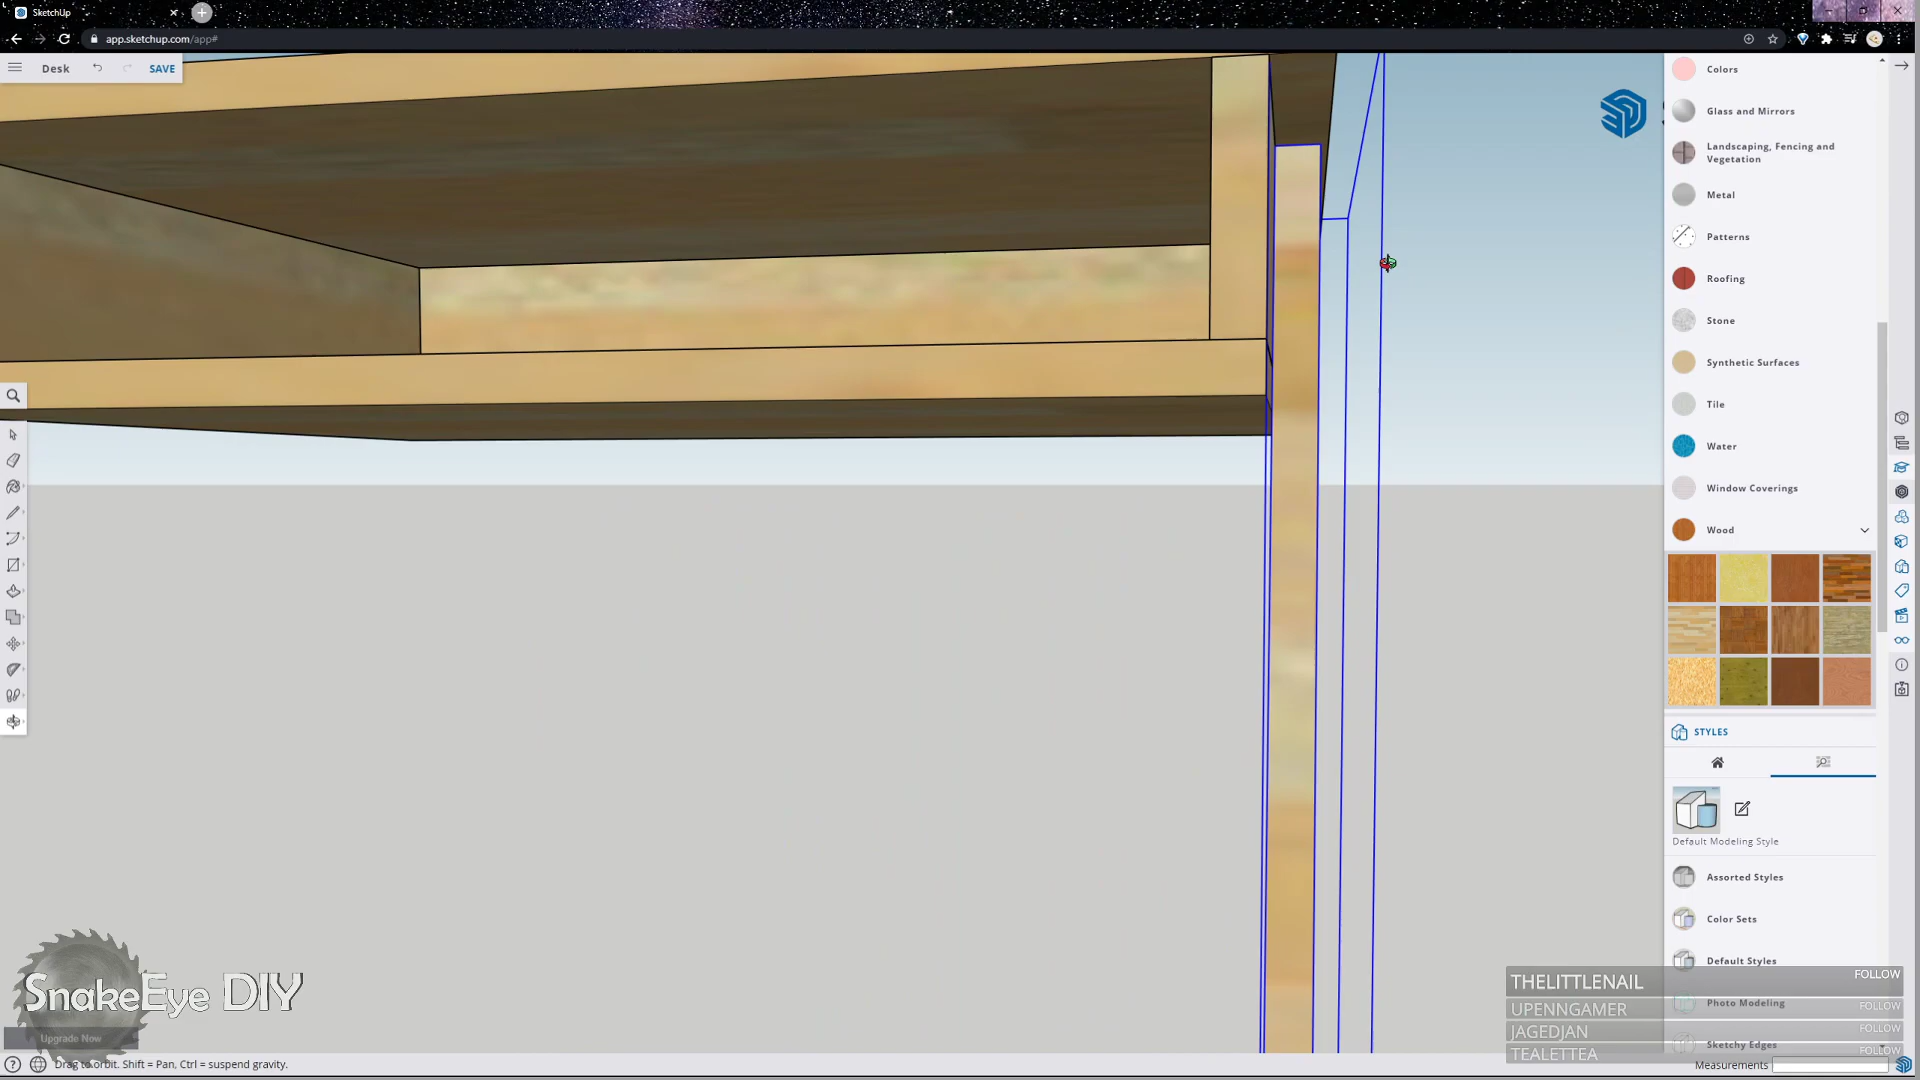 SketchUp
app.sketchup.com/app#
Desk
SAVE
Colors
Glass and Mirrors
Landscaping, Fencing and
Vegetation
Metal
Patterns
Roofing
Stone
Synthetic Surfaces
Tile
Water
Window Coverings
Wood
STYLES
Default Modeling Style
Assorted Styles
Color Sets
Default Styles
Photo Modeling
Sketchy Edges
THELITTLENAIL FOLLOW
UPENNGAMER FOLLOW
JAGEDJAN FOLLOW
TEALETTEA FOLLOW
SnakeEye DIY
Upgrade Now
Drag to orbit. Shift = Pan, Ctrl = suspend gravity.
Measurements